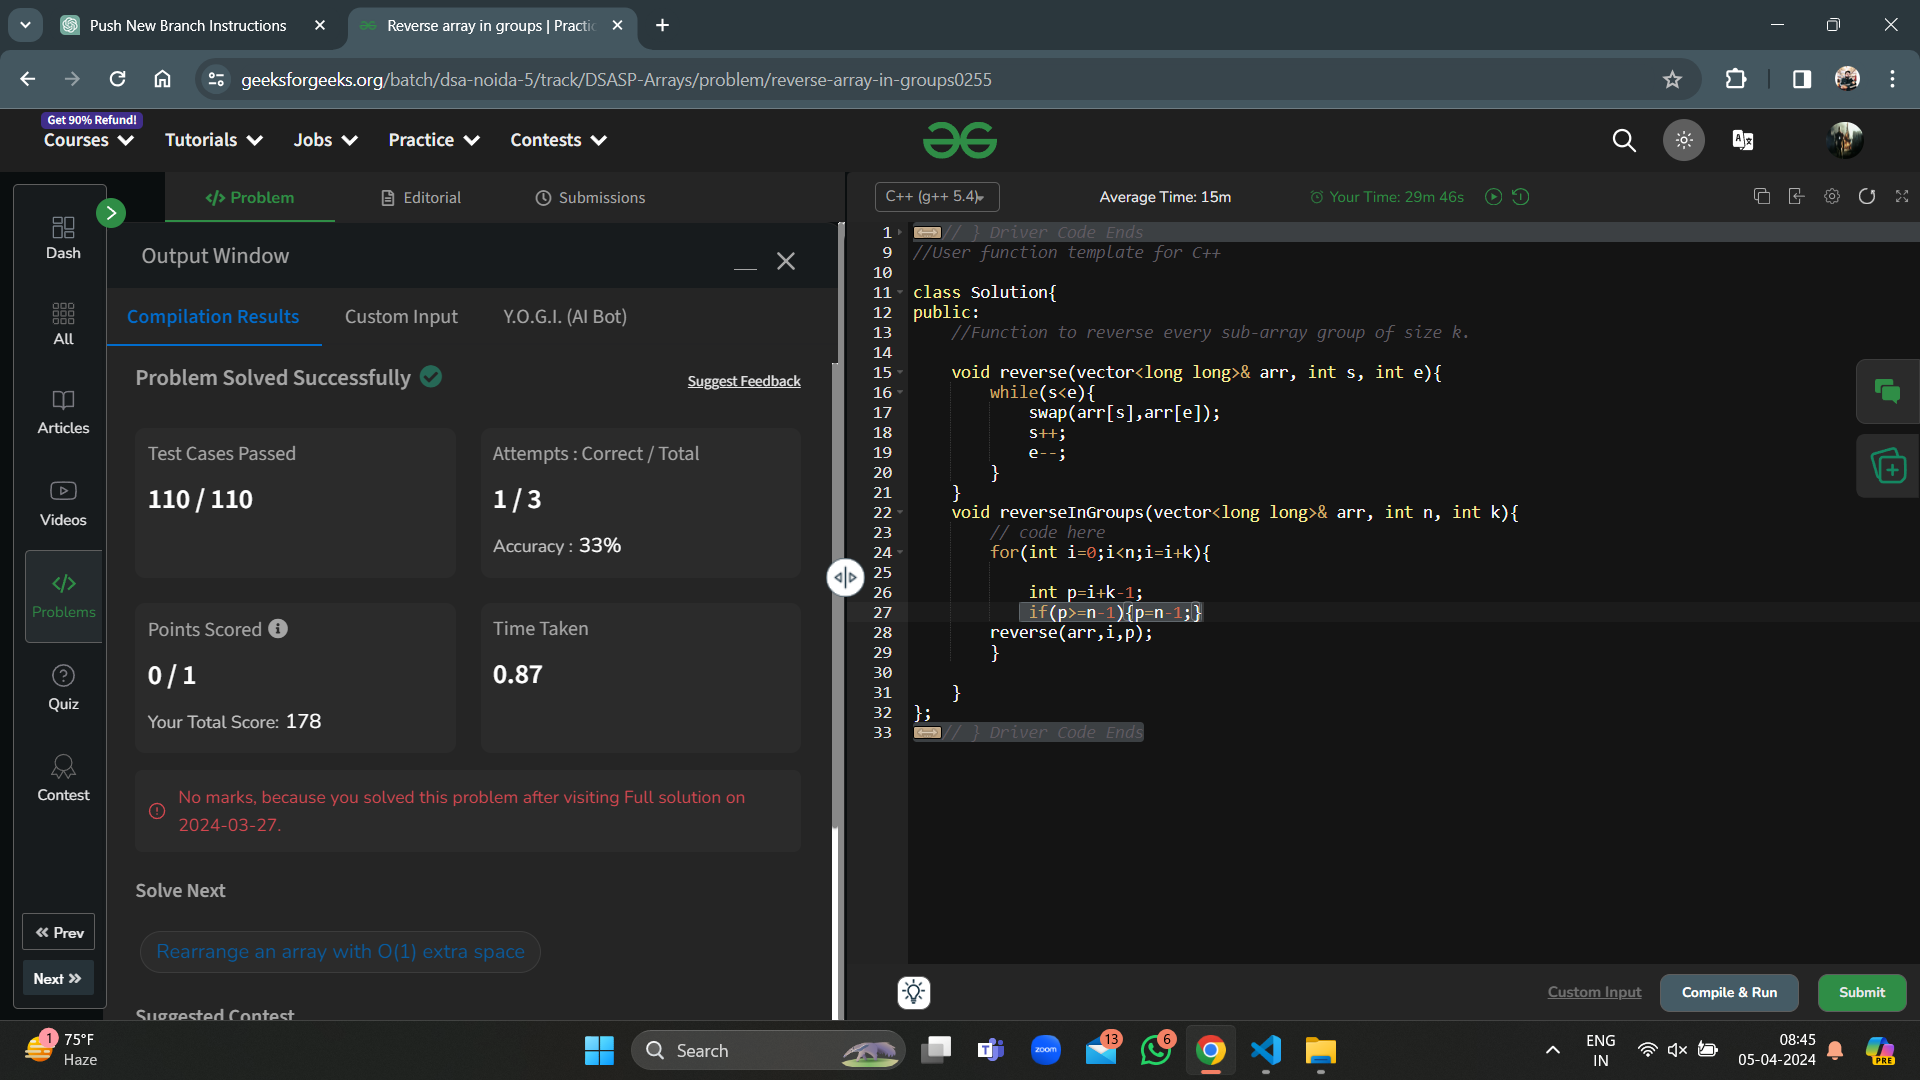 Push New Branch Instructions
Reverse array in groups | Practic
geeksforgeeks.org/batch/dsa-noida-5/track/DSASP-Arrays/problem/reverse-array-in-groups0255
Get 90% Refund!
Courses
Tutorials
Jobs
Practice
Contests
Dash
All
Articles
Videos
Problems
Quiz
Contest
Prev
Next
Problem
Editorial
Submissions
Output Window
Compilation Results
Custom Input
Y.O.G.I. (AI Bot)
Problem Solved Successfully
Suggest Feedback
Test Cases Passed
110 / 110
Attempts : Correct / Total
1 / 3
Accuracy : 33%
Points Scored
0 / 1
Your Total Score: 178
Time Taken
0.87
No marks, because you solved this problem after visiting Full solution on
2024-03-27.
Solve Next
Rearrange an array with O(1) extra space
Suggested Contest
C++ (g++ 5.4)
Average Time: 15m
Your Time: 29m 46s
1 // } Driver Code Ends
9 //User function template for C++
10
11 class Solution{
12 public:
13     //Function to reverse every sub-array group of size k.
14
15     void reverse(vector<long long>& arr, int s, int e){
16         while(s<e){
17             swap(arr[s],arr[e]);
18             s++;
19             e--;
20         }
21     }
22     void reverseInGroups(vector<long long>& arr, int n, int k){
23         // code here
24         for(int i=0;i<n;i=i+k){
25
26             int p=i+k-1;
27             if(p>=n-1){p=n-1;}
28         reverse(arr,i,p);
29         }
30
31     }
32 };
33 // } Driver Code Ends
Custom Input
Compile & Run
Submit
1
75°F
Haze
Search
T
zoom
13
6
ENG
IN
08:45
05-04-2024
PRE